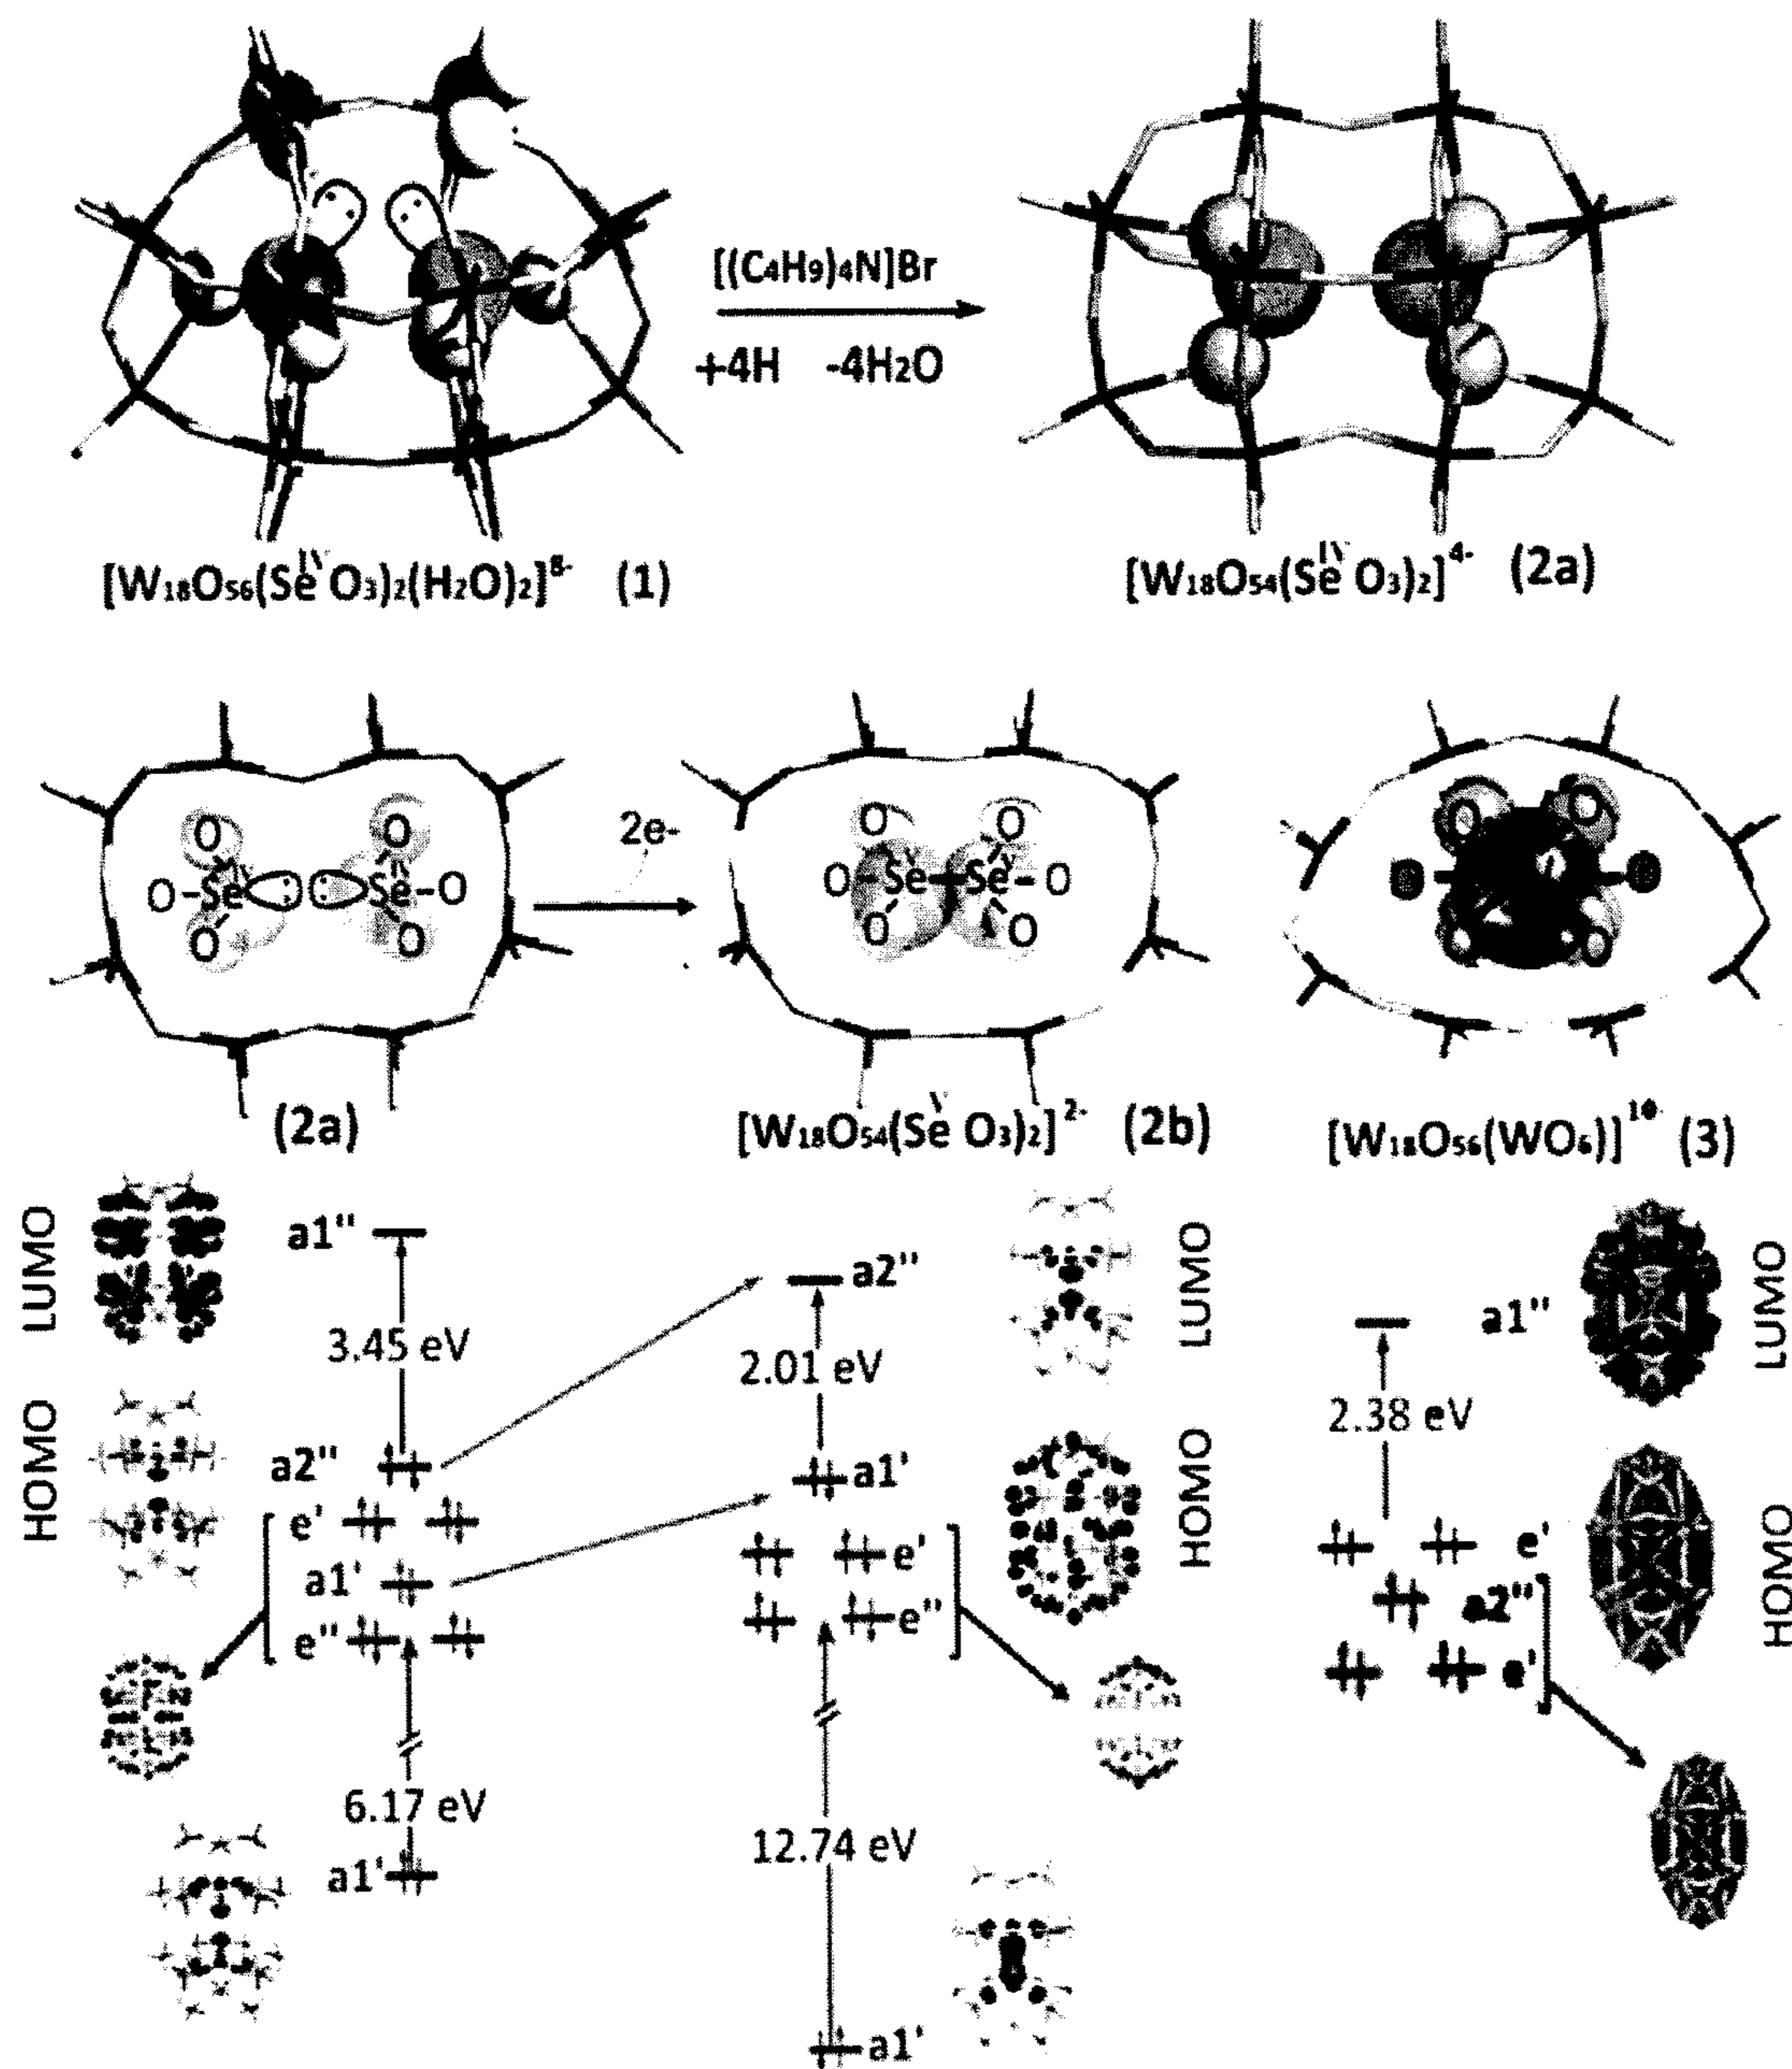 [(C4H9)4N]Br
+4H -4H2O
[W18O56(SeIVO3)2(H2O)2]8- (1)
[W18O54(SeIVO3)2]4- (2a)
O
O
O-Se
Se-O
O
O
2e-
O
O
O-Se-Se-O
O
O
O
O
O
O
(2a)
[W18O54(SeVO3)2]2- (2b)
[W18O56(WO6)]10- (3)
LUMO
a1''
3.45 eV
HOMO
a2''
e'
a1'
e''
6.17 eV
a1'
a2''
LUMO
2.01 eV
a1'
HOMO
e'
e''
12.74 eV
a1'
a1''
LUMO
2.38 eV
e'
HOMO
a2''
e'